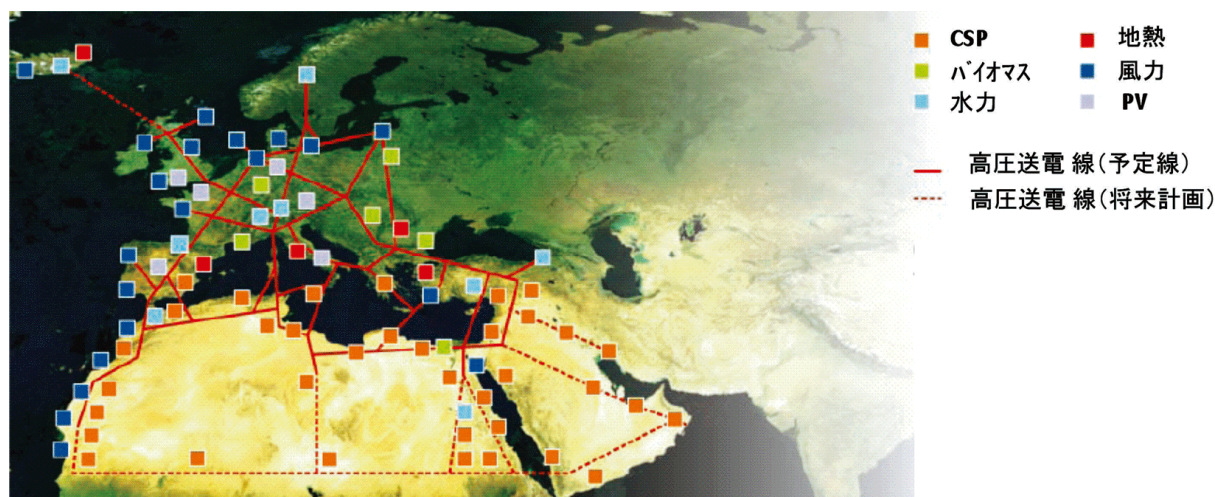 CSP
地熱
バイオマス
風力
水力
PV
高圧送電 線(予定線)
高圧送電 線(将来計画)